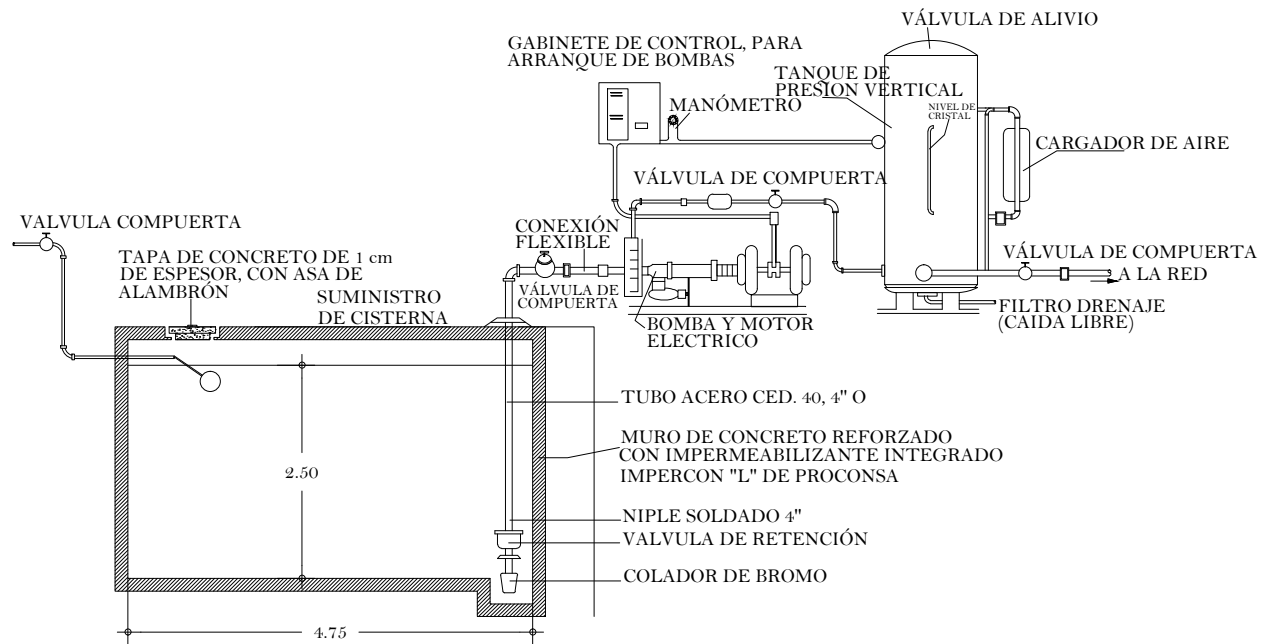 VÁLVULA DE ALIVIO
GABINETE DE CONTROL, PARA
ARRANQUE DE BOMBAS
TANQUE DE
PRESION VERTICAL
MANÓMETRO
NIVEL DE
CRISTAL
CARGADOR DE AIRE
VÁLVULA DE COMPUERTA
VALVULA COMPUERTA
CONEXIÓN
FLEXIBLE
TAPA DE CONCRETO DE 1 cm
DE ESPESOR, CON ASA DE
ALAMBRÓN
VÁLVULA DE COMPUERTA
A LA RED
VÁLVULA DE
COMPUERTA
SUMINISTRO
DE CISTERNA
FILTRO DRENAJE
(CAIDA LIBRE)
BOMBA Y MOTOR
ELECTRICO
TUBO ACERO CED. 40, 4" O
MURO DE CONCRETO REFORZADO
CON IMPERMEABILIZANTE INTEGRADO
IMPERCON "L" DE PROCONSA
2.50
NIPLE SOLDADO 4"
VALVULA DE RETENCIÓN
COLADOR DE BROMO
4.75